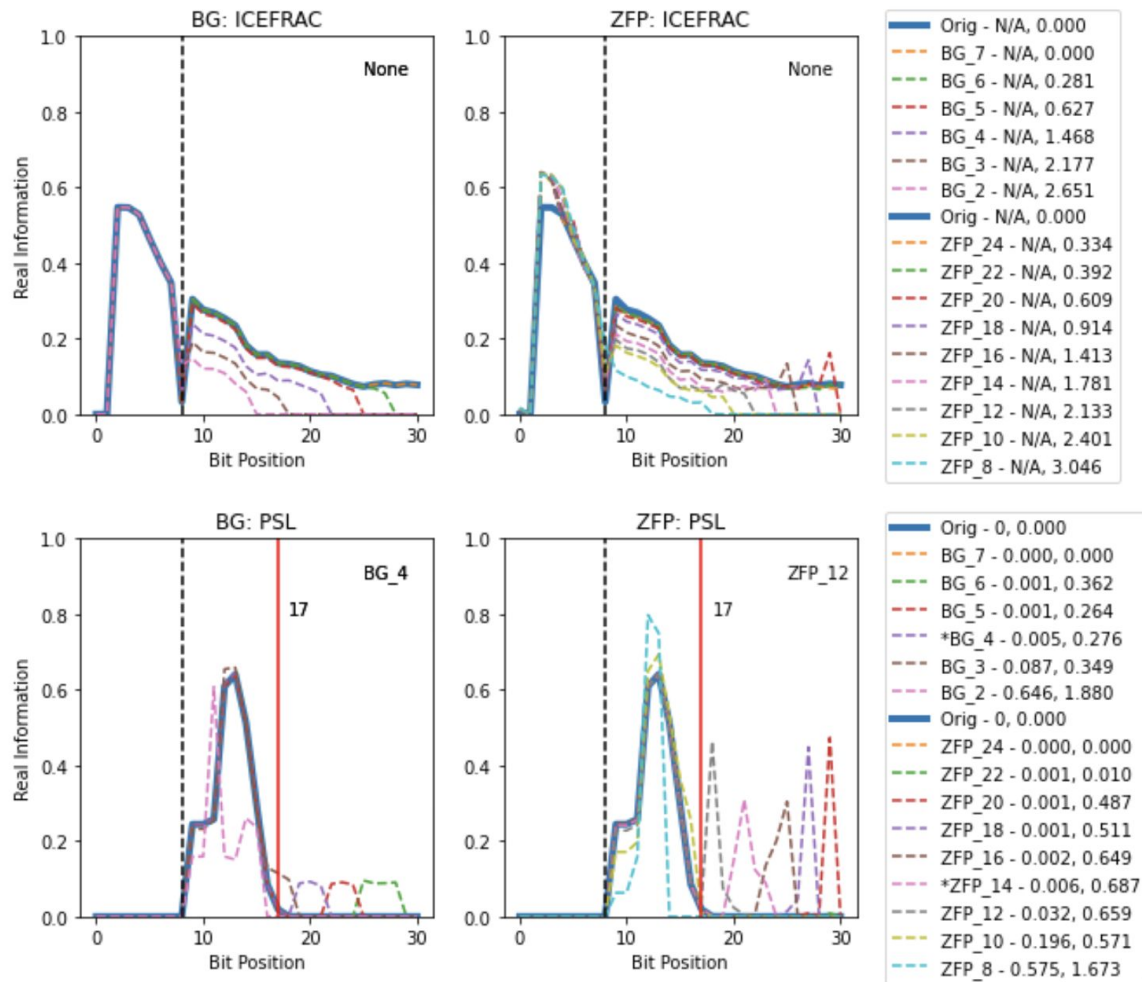 BG: ICEFRAC
1.0
0.8
0.6
0.4
0.2
0.0
Real Information
None
0
10
20
30
Bit Position
ZFP: ICEFRAC
1.0
0.8
0.6
0.4
0.2
0.0
None
0
10
20
30
Bit Position
Orig - N/A, 0.000
BG_7 - N/A, 0.000
BG_6 - N/A, 0.281
BG_5 - N/A, 0.627
BG_4 - N/A, 1.468
BG_3 - N/A, 2.177
BG_2 - N/A, 2.651
Orig - N/A, 0.000
ZFP_24 - N/A, 0.334
ZFP_22 - N/A, 0.392
ZFP_20 - N/A, 0.609
ZFP_18 - N/A, 0.914
ZFP_16 - N/A, 1.413
ZFP_14 - N/A, 1.781
ZFP_12 - N/A, 2.133
ZFP_10 - N/A, 2.401
ZFP_8 - N/A, 3.046
BG: PSL
1.0
0.8
0.6
0.4
0.2
0.0
Real Information
BG_4
17
0
10
20
30
Bit Position
ZFP: PSL
1.0
0.8
0.6
0.4
0.2
0.0
ZFP_12
17
0
10
20
30
Bit Position
Orig - 0, 0.000
BG_7 - 0.000, 0.000
BG_6 - 0.001, 0.362
BG_5 - 0.001, 0.264
*BG_4 - 0.005, 0.276
BG_3 - 0.087, 0.349
BG_2 - 0.646, 1.880
Orig - 0, 0.000
ZFP_24 - 0.000, 0.000
ZFP_22 - 0.001, 0.010
ZFP_20 - 0.001, 0.487
ZFP_18 - 0.001, 0.511
ZFP_16 - 0.002, 0.649
*ZFP_14 - 0.006, 0.687
ZFP_12 - 0.032, 0.659
ZFP_10 - 0.196, 0.571
ZFP_8 - 0.575, 1.673